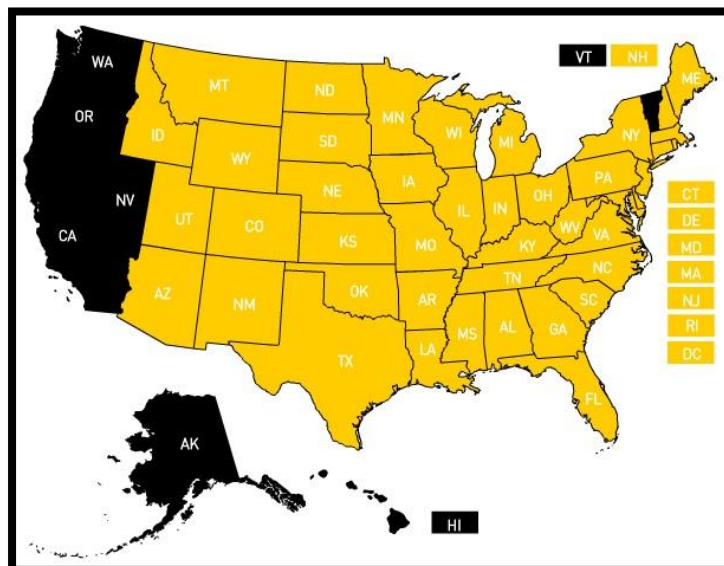 VT NH
WA
ME
MT ND
OR MN
ID WI MI NY
SD
WY
PA
IA
NE
NV OH CT
UT IL IN
CO WV DE
CA VA
KS MO KY MD
NC MA
TN
OK
AZ AR SC NJ
NM
MS AL GA RI
LA
TX DC
FL
AK
HI